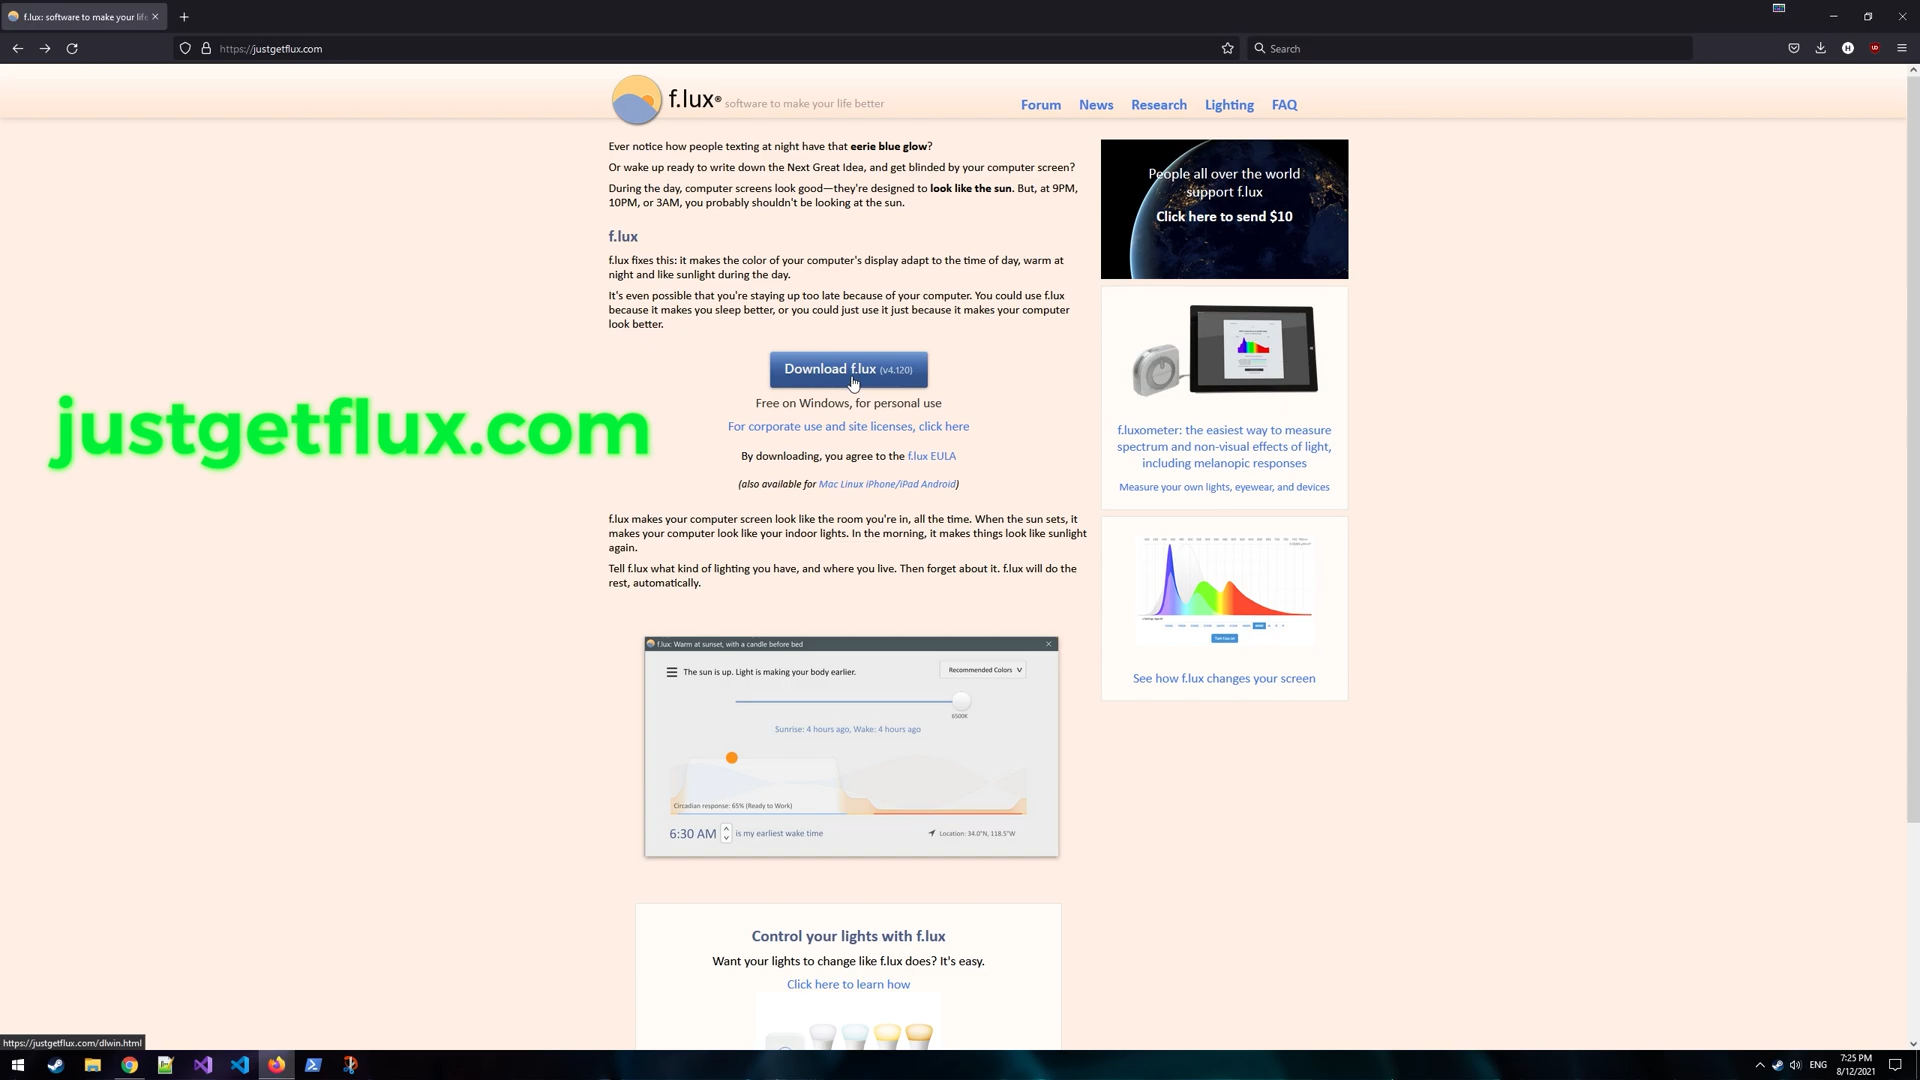 f.lux: software to make your life
https://justgetflux.com
Search
f.lux® software to make your life better
Forum News Research Lighting FAQ
Ever notice how people texting at night have that eerie blue glow?
Or wake up ready to write down the Next Great Idea, and get blinded by your computer screen?
During the day, computer screens look good—they're designed to look like the sun. But, at 9PM,
10PM, or 3AM, you probably shouldn't be looking at the sun.
f.lux
f.lux fixes this: it makes the color of your computer's display adapt to the time of day, warm at
night and like sunlight during the day.
It's even possible that you're staying up too late because of your computer. You could use f.lux
because it makes you sleep better, or you could just use it just because it makes your computer
look better.
Download f.lux (v4.120)
Free on Windows, for personal use
For corporate use and site licenses, click here
By downloading, you agree to the f.lux EULA
(also available for Mac Linux iPhone/iPad Android)
justgetflux.com
f.lux makes your computer screen look like the room you're in, all the time. When the sun sets, it
makes your computer look like your indoor lights. In the morning, it makes things look like sunlight
again.
Tell f.lux what kind of lighting you have, and where you live. Then forget about it. f.lux will do the
rest, automatically.
f.lux: Warm at sunset, with a candle before bed
The sun is up. Light is making your body earlier.
Recommended Colors
6500K
Sunrise: 4 hours ago, Wake: 4 hours ago
Circadian response: 65% (Ready to Work)
6:30 AM is my earliest wake time
Location: 34.0°N, 118.5°W
Control your lights with f.lux
Want your lights to change like f.lux does? It's easy.
Click here to learn how
People all over the world
support f.lux
Click here to send $10
f.luxometer: the easiest way to measure
spectrum and non-visual effects of light,
including melanopic responses
Measure your own lights, eyewear, and devices
See how f.lux changes your screen
https://justgetflux.com/dlwin.html
ENG
7:25 PM
8/12/2021